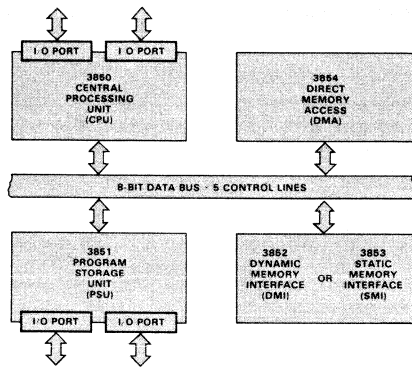 I/O PORT
I/O PORT
3850
CENTRAL
PROCESSING
UNIT
(CPU)
3854
DIRECT
MEMORY
ACCESS
(DMA)
8-BIT DATA BUS · 5 CONTROL LINES
3851
PROGRAM
STORAGE
UNIT
(PSU)
I/O PORT
I/O PORT
3852
DYNAMIC
MEMORY
INTERFACE
(DMI)
OR
3853
STATIC
MEMORY
INTERFACE
(SMI)